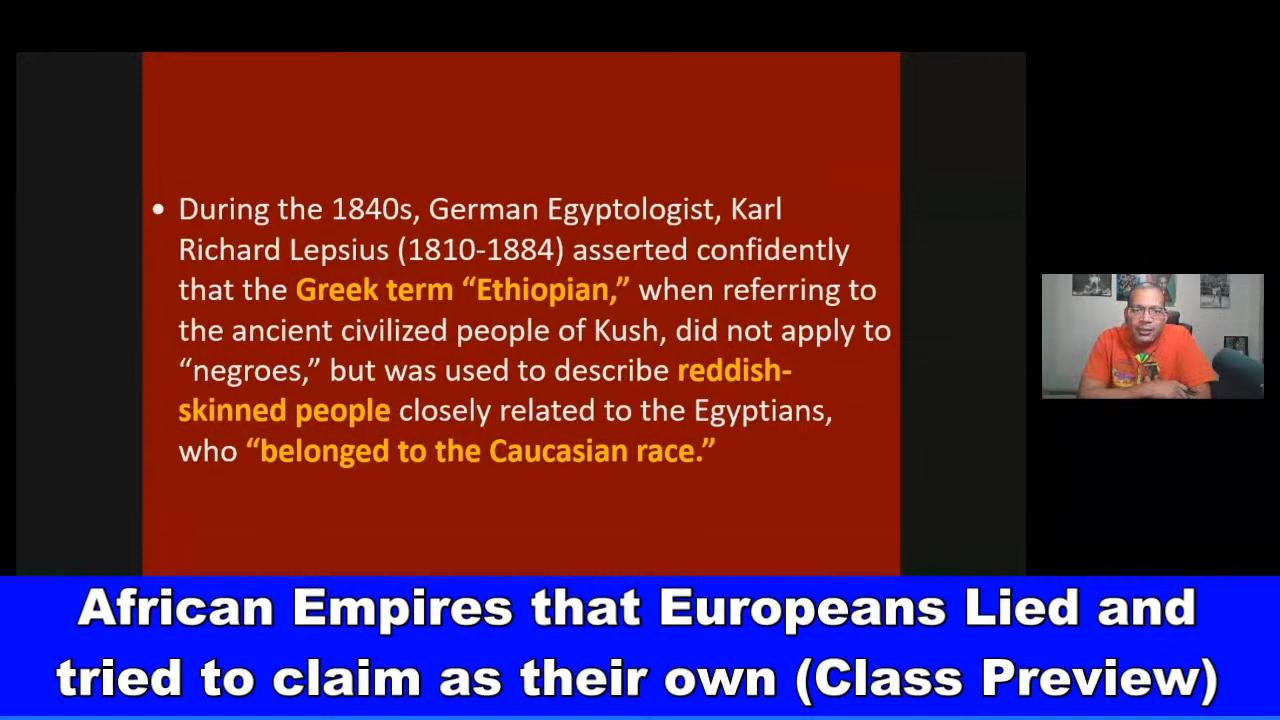 • During the 1840s, German Egyptologist, Karl
Richard Lepsius (1810-1884) asserted confidently
that the Greek term “Ethiopian,” when referring to
the ancient civilized people of Kush, did not apply to
“negroes,” but was used to describe reddish-
skinned people closely related to the Egyptians,
who “belonged to the Caucasian race.”
African Empires that Europeans Lied and
tried to claim as their own (Class Preview)